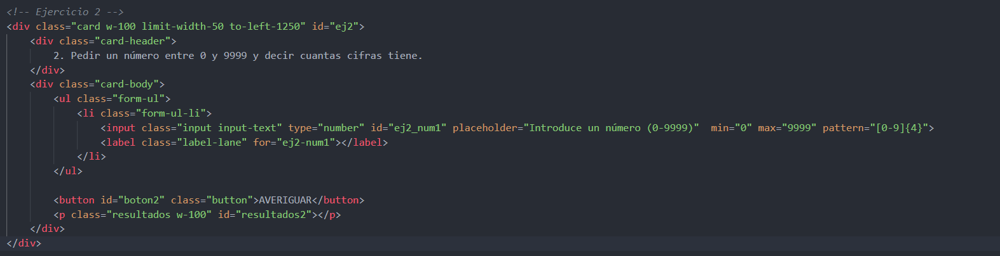 <!-- Ejercicio 2 -->
<div class="card w-100 limit-width-50 to-left-1250" id="ej2">
<div class="card-header">
2. Pedir un número entre 0 y 9999 y decir cuantas cifras tiene.
</div>
<div class="card-body">
<ul class="form-ul">
<li class="form-ul-li">
<input class="input input-text" type="number" id="ej2_num1" placeholder="Introduce un número (0-9999)"  min="0" max="9999" pattern="[0-9]{4}">
<label class="label-lane" for="ej2-num1"></label>
</li>
</ul>
<button id="boton2" class="button">AVERIGUAR</button>
<p class="resultados w-100" id="resultados2"></p>
</div>
</div>